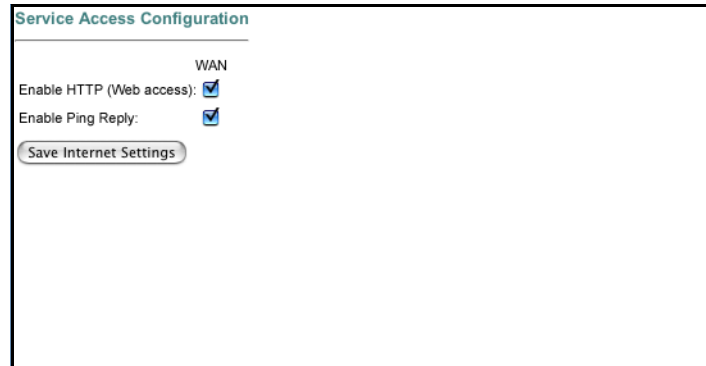 Service Access Configuration
WAN
Enable HTTP (Web access):
Enable Ping Reply:
Save Internet Settings